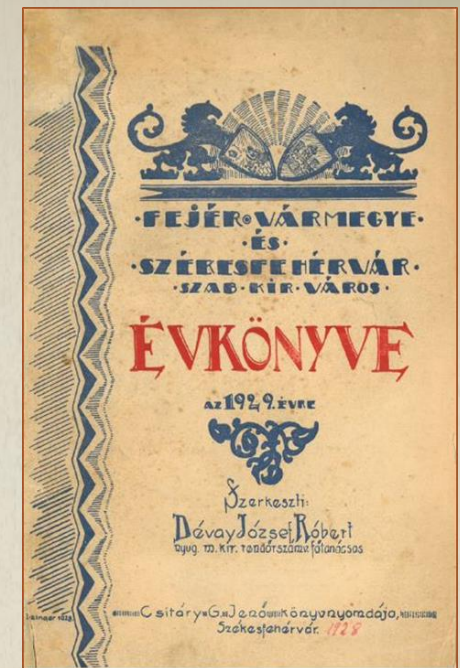 ·FEJÉR·VÁRMEGYE·
·ÉS·
·SZÉKESFEHÉRVÁR·
·SZAB·KIR·VÁROS·
ÉVKÖNYVE
AZ 1929. ÉVRE
Szerkeszti:
Dévay József Róbert
nyug. m. kir. rendőrszámv. főtanácsos
Csitáry G. Jenő könyvnyomdája,
Székesfehérvár. 1928